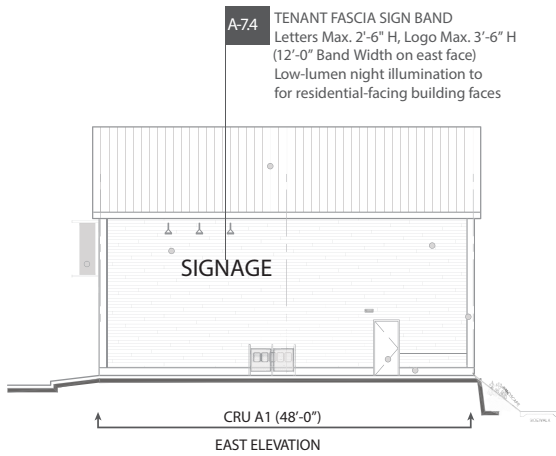 A-7.4
TENANT FASCIA SIGN BAND
Letters Max. 2'-6" H, Logo Max. 3'-6" H
(12'-0" Band Width on east face)
Low-lumen night illumination to
for residential-facing building faces
SIGNAGE
CRU A1 (48'-0")
EAST ELEVATION